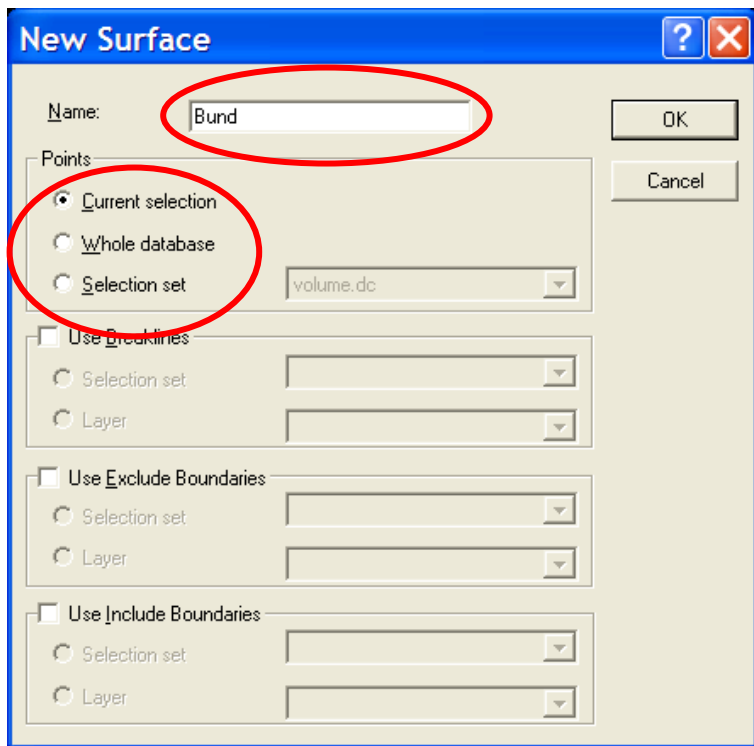 New Surface
Name: Bund
OK
Points
Cancel
Current selection
Whole database
Selection set volume.dc
Use Breaklines
Selection set
Layer
Use Exclude Boundaries
Selection set
Layer
Use Include Boundaries
Selection set
Layer